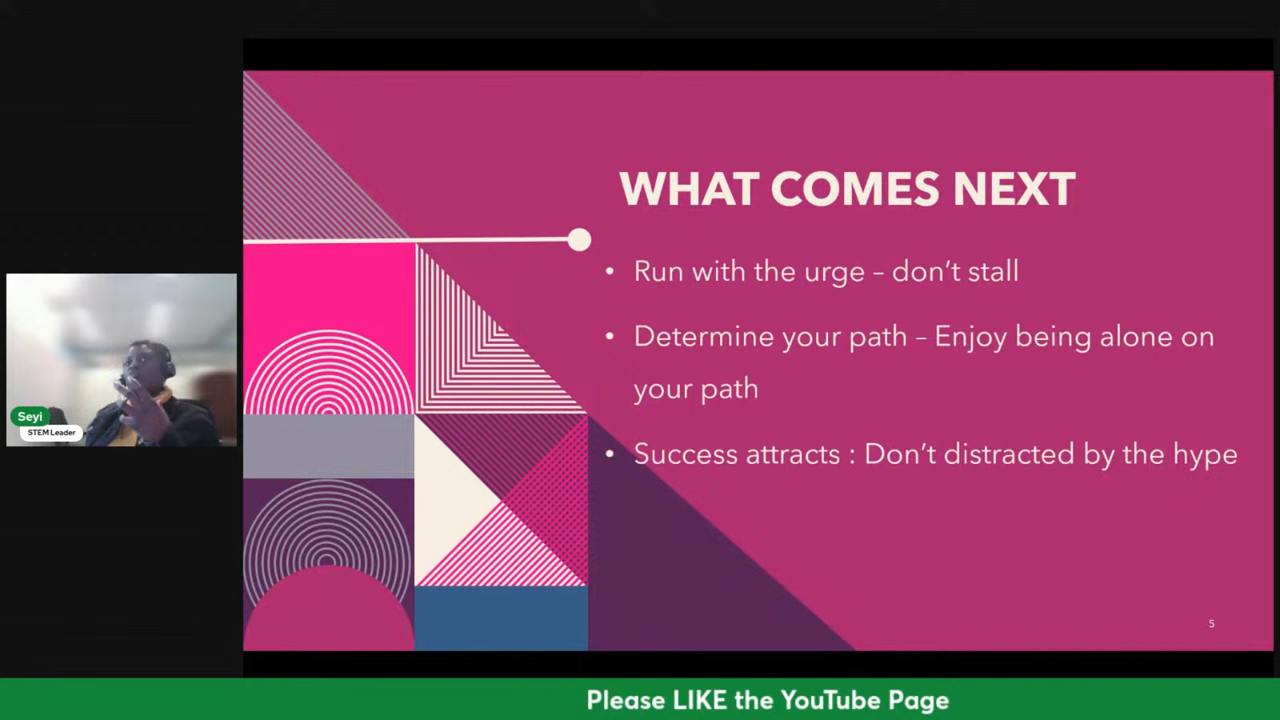 WHAT COMES NEXT
• Run with the urge – don't stall
• Determine your path – Enjoy being alone on
your path
• Success attracts : Don't distracted by the hype
Seyi
STEM Leader
5
Please LIKE the YouTube Page